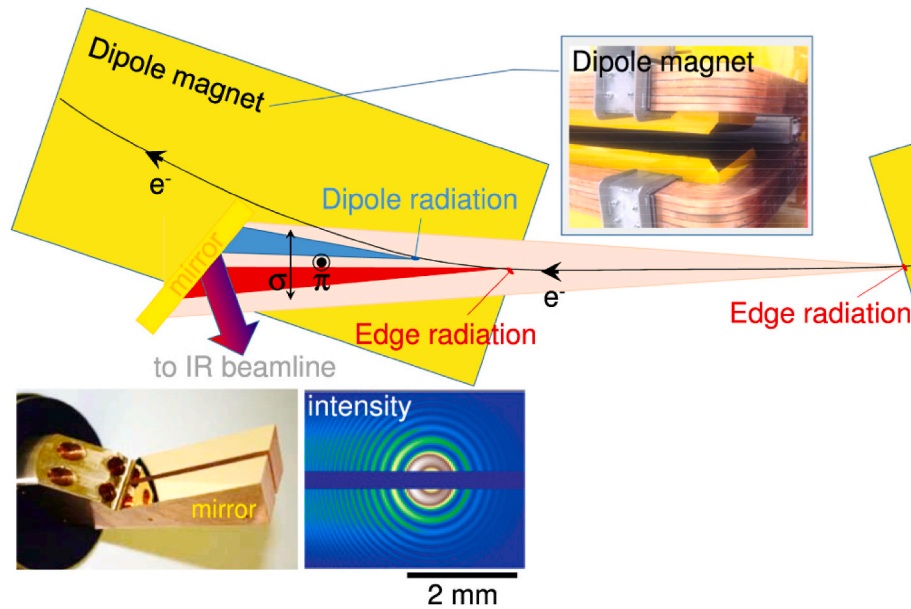 Dipole magnet
Dipole magnet
e-
Dipole radiation
mirror
σ
π
e-
Edge radiation
Edge radiation
to IR beamline
intensity
mirror
2 mm